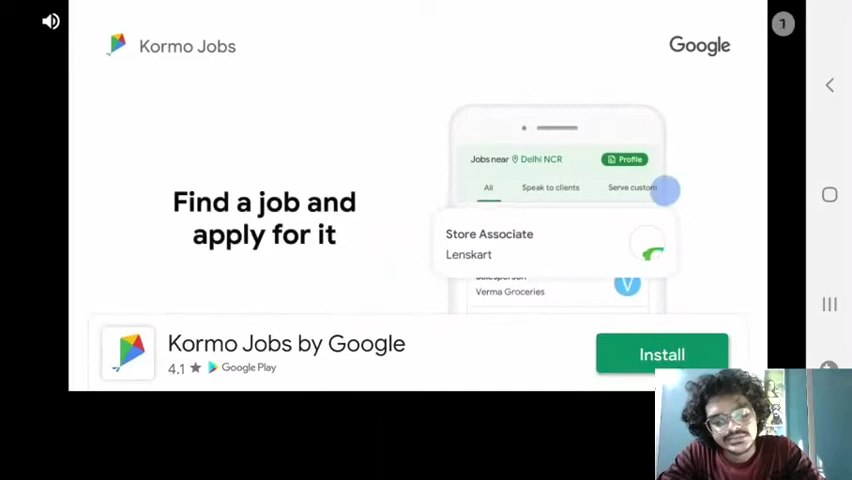 Kormo Jobs
Google
1
Jobs near Delhi NCR
Profile
All
Speak to clients
Serve custom
Find a job and
apply for it
Store Associate
Lenskart
Salesperson
Verma Groceries
V
Kormo Jobs by Google
4.1 ★ Google Play
Install